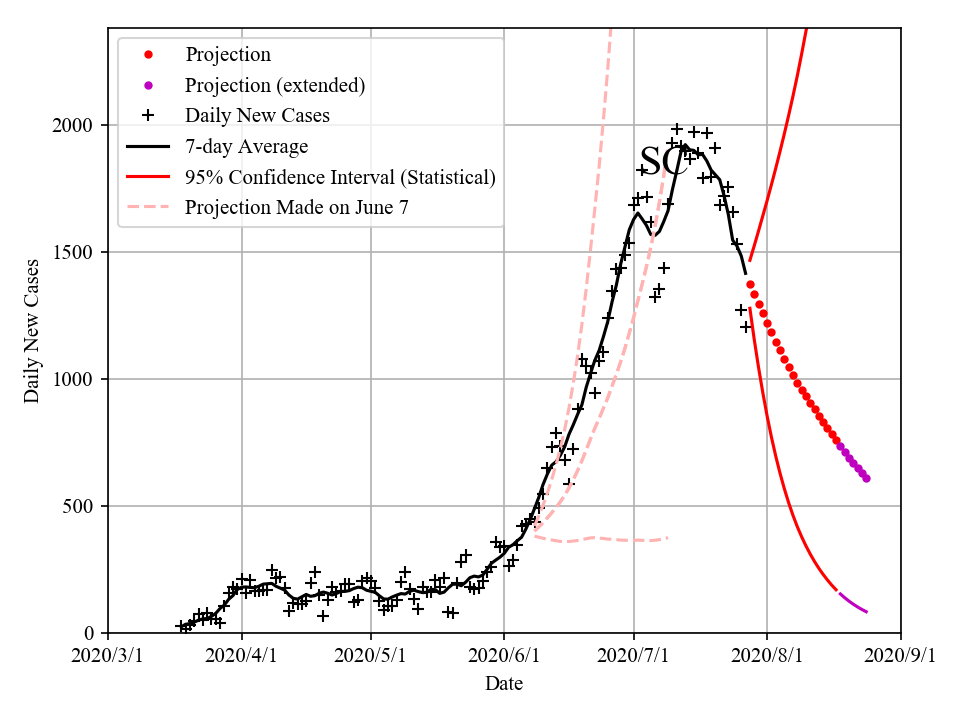 Projection
Projection (extended)
Daily New Cases
7-day Average
95% Confidence Interval (Statistical)
Projection Made on June 7
SC
2000
1500
1000
500
0
Daily New Cases
2020/3/1 2020/4/1 2020/5/1 2020/6/1 2020/7/1 2020/8/1 2020/9/1
Date